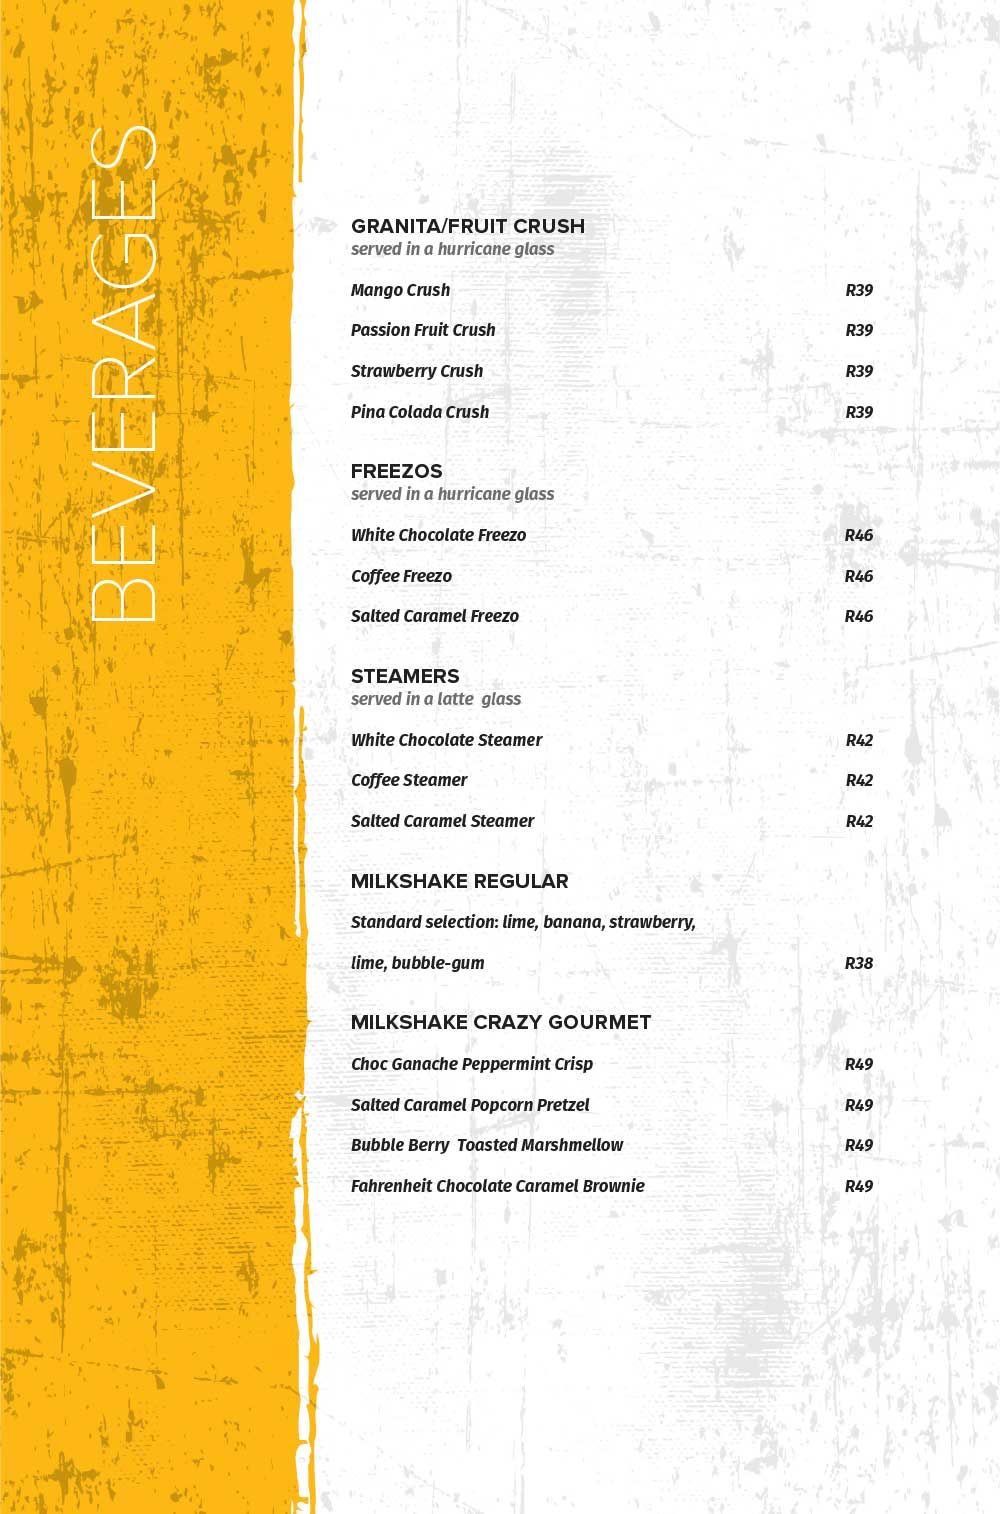 BEVERAGES
GRANITA/FRUIT CRUSH
served in a hurricane glass
Mango Crush R39
Passion Fruit Crush R39
Strawberry Crush R39
Pina Colada Crush R39
FREEZOS
served in a hurricane glass
White Chocolate Freezo R46
Coffee Freezo R46
Salted Caramel Freezo R46
STEAMERS
served in a latte  glass
White Chocolate Steamer R42
Coffee Steamer R42
Salted Caramel Steamer R42
MILKSHAKE REGULAR
Standard selection: lime, banana, strawberry,
lime, bubble-gum R38
MILKSHAKE CRAZY GOURMET
Choc Ganache Peppermint Crisp R49
Salted Caramel Popcorn Pretzel R49
Bubble Berry  Toasted Marshmellow R49
Fahrenheit Chocolate Caramel Brownie R49